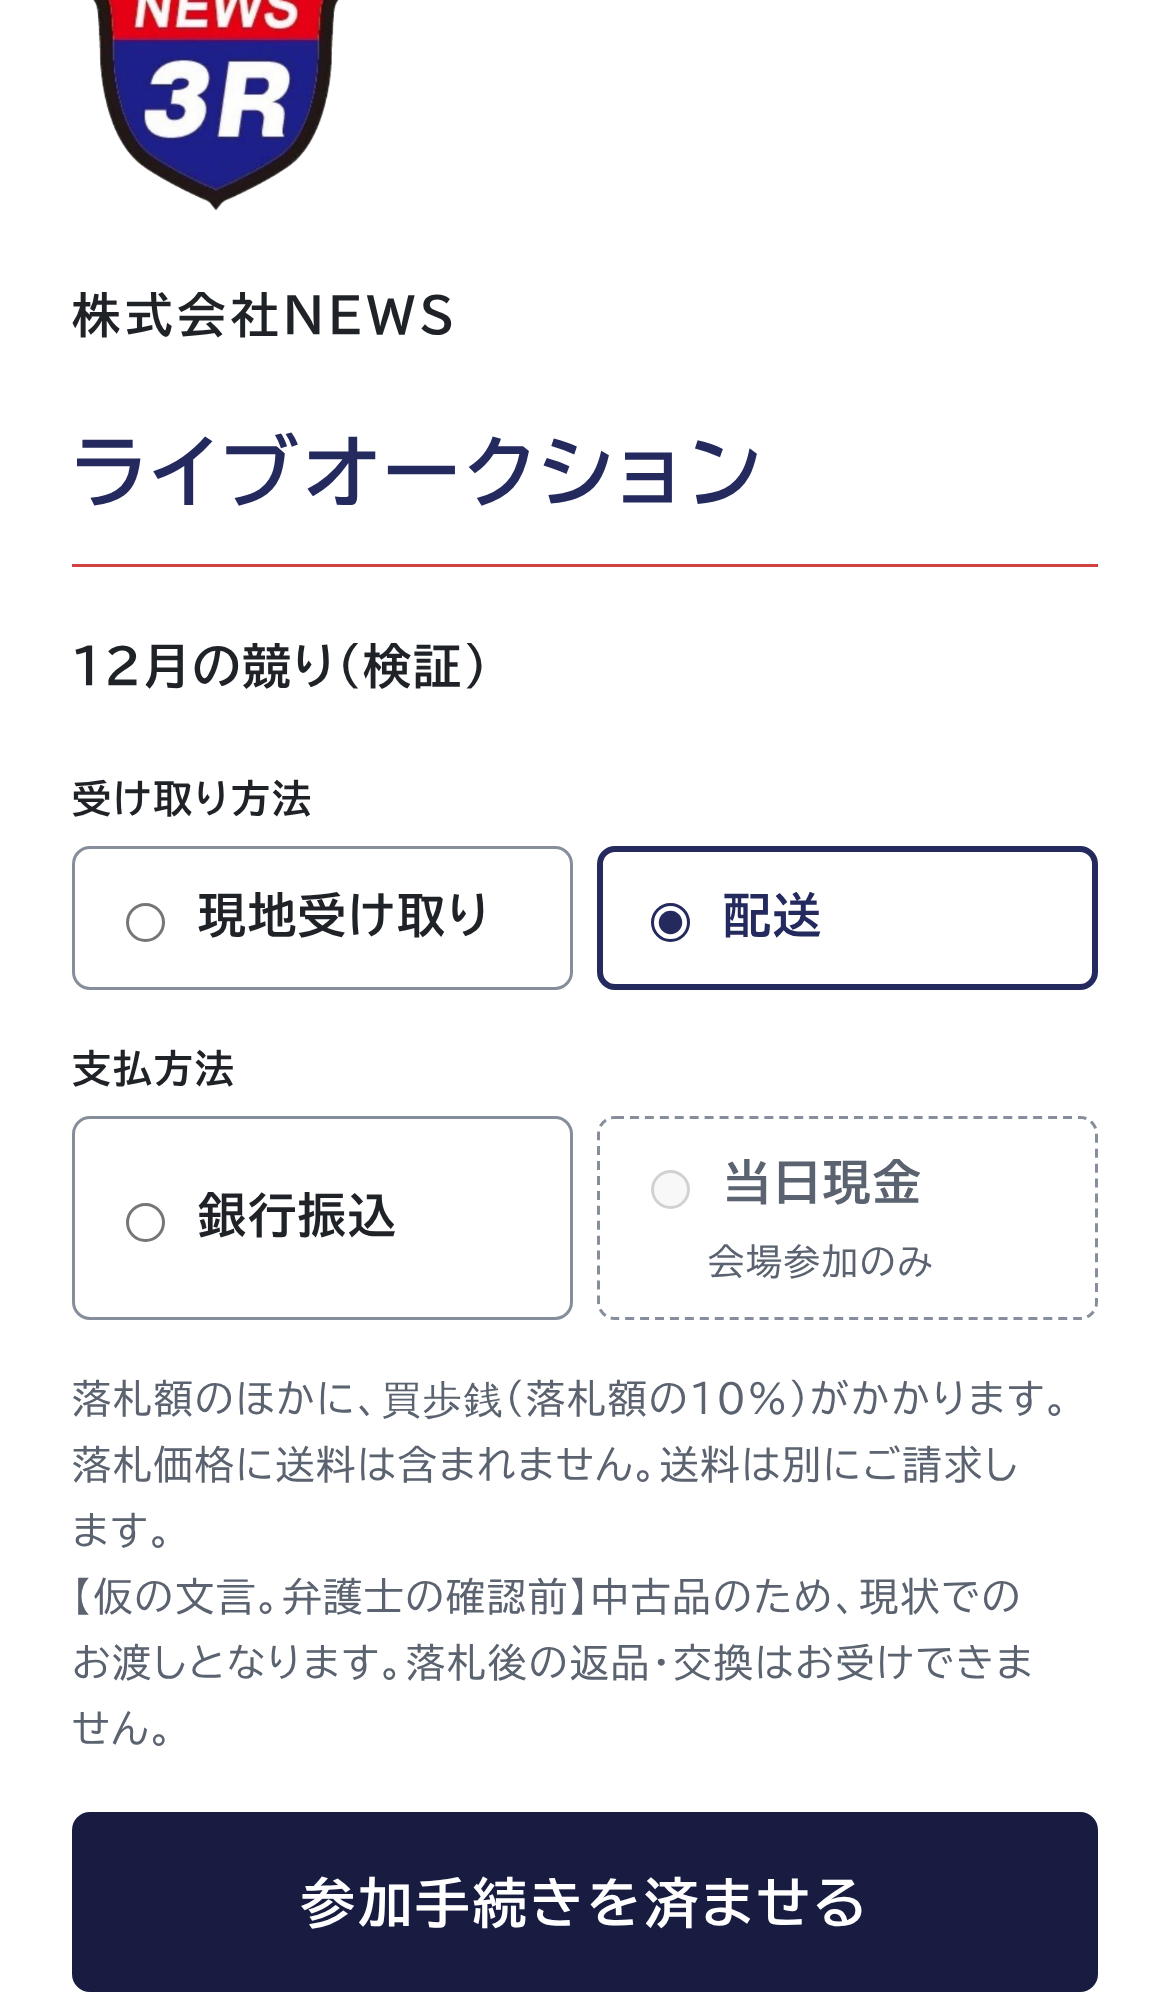 NEWS
3R
株式会社NEWS
ライブオークション
12月の競り(検証)
受け取り方法
現地受け取り
配送
支払方法
銀行振込
当日現金
会場参加のみ
落札額のほかに、買歩銭(落札額の10%)がかかります。
落札価格に送料は含まれません。送料は別にご請求し
ます。
【仮の文言。弁護士の確認前】中古品のため、現状での
お渡しとなります。落札後の返品・交換はお受けできま
せん。
参加手続きを済ませる